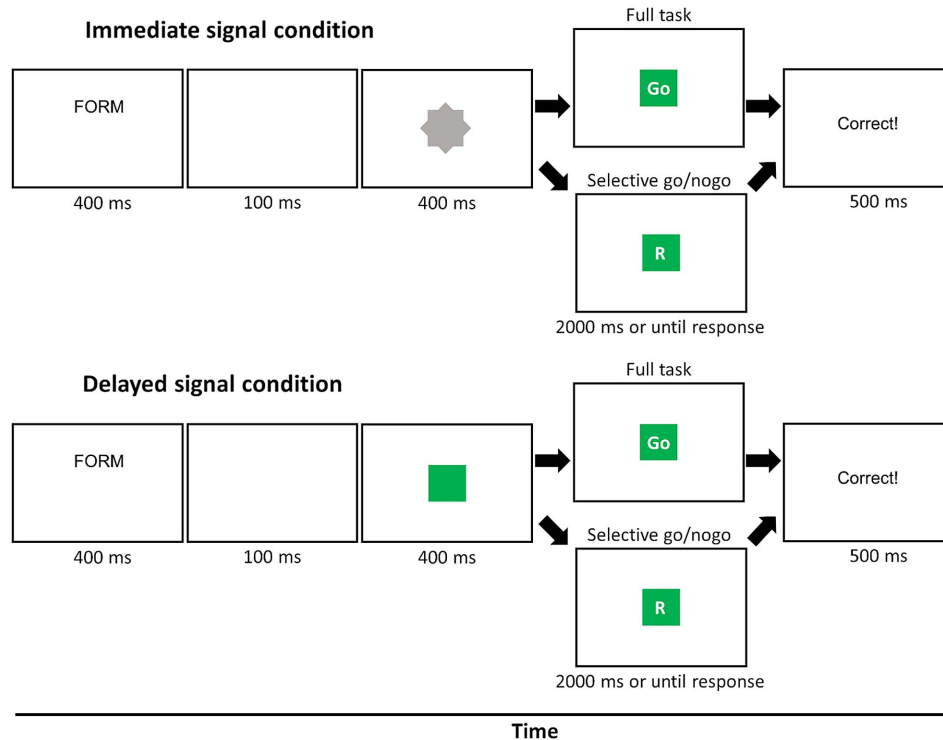 Immediate signal condition
Full task
FORM
Go
Correct!
400 ms
100 ms
400 ms
Selective go/nogo
500 ms
R
2000 ms or until response
Delayed signal condition
Full task
FORM
Go
Correct!
400 ms
100 ms
400 ms
Selective go/nogo
500 ms
R
2000 ms or until response
Time